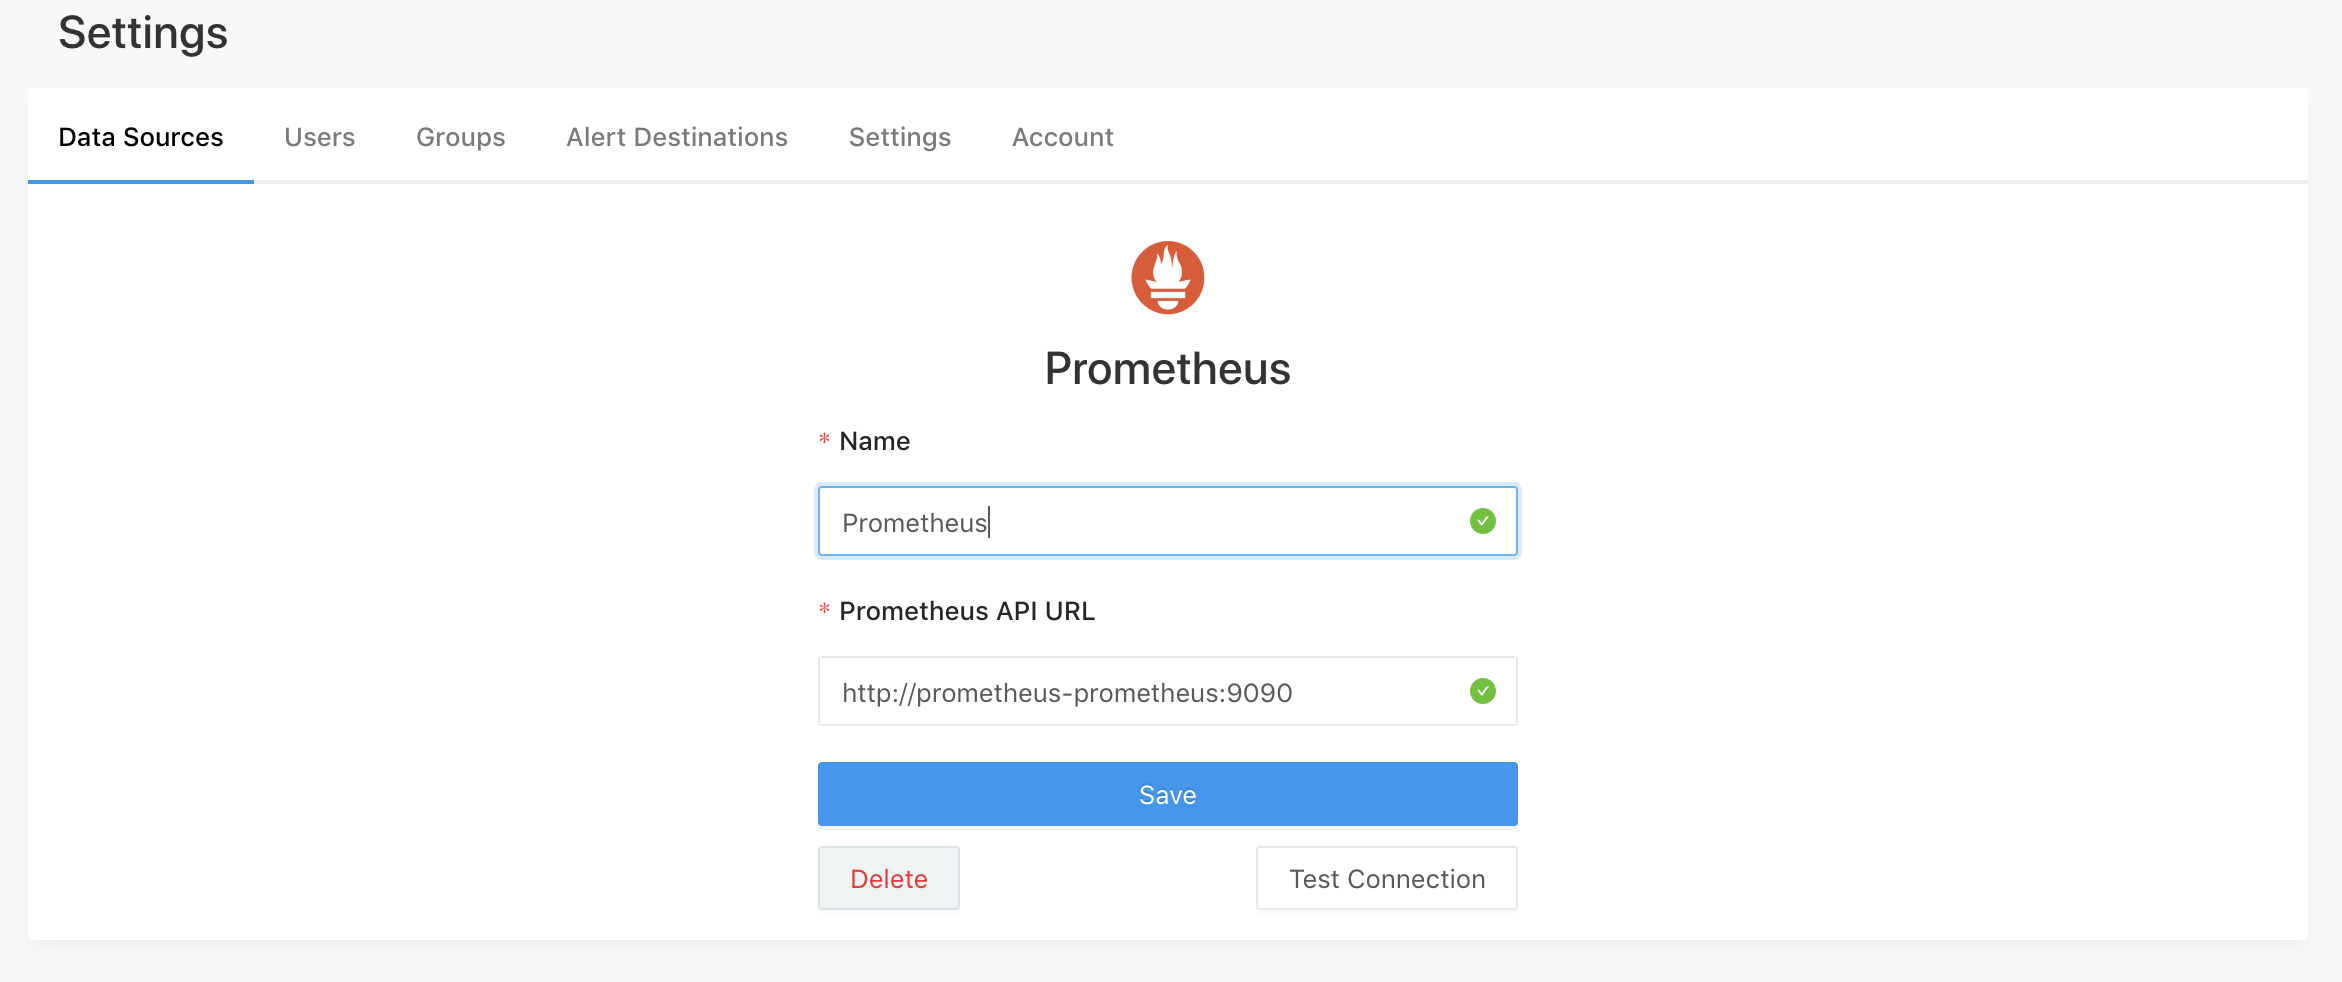 Settings
Data Sources Users Groups Alert Destinations Settings Account
Prometheus
* Name
Prometheus
* Prometheus API URL
http://prometheus-prometheus:9090
Save
Delete Test Connection